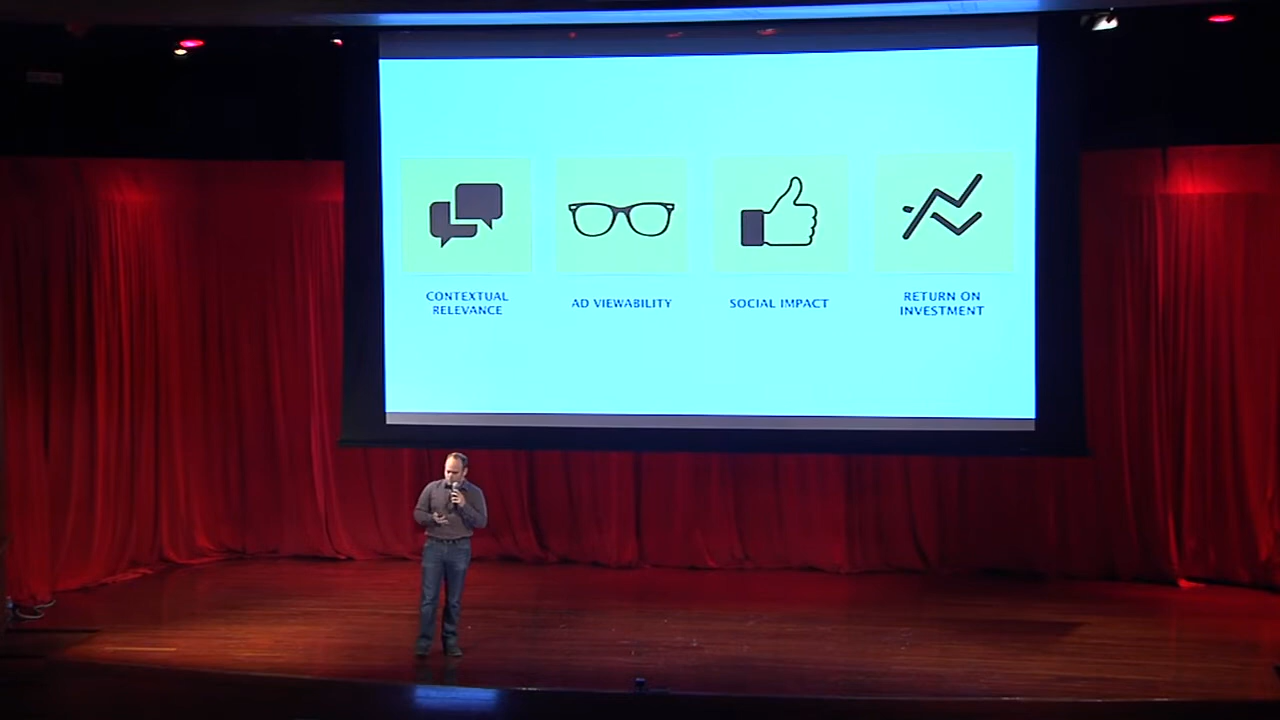 CONTEXTUAL
RELEVANCE
AD VIEWABILITY
SOCIAL IMPACT
RETURN ON
INVESTMENT